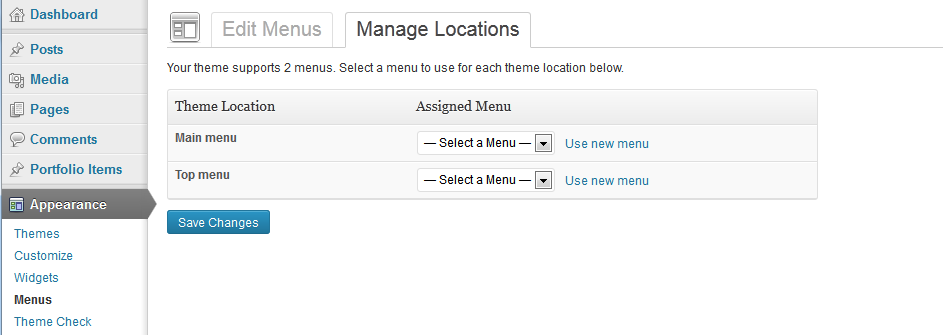 Dashboard
Posts
Media
Pages
Comments
Portfolio Items
Appearance
Themes
Customize
Widgets
Menus
Theme Check
Edit Menus Manage Locations
Your theme supports 2 menus. Select a menu to use for each theme location below.
Theme Location Assigned Menu
Main menu — Select a Menu — Use new menu
Top menu — Select a Menu — Use new menu
Save Changes